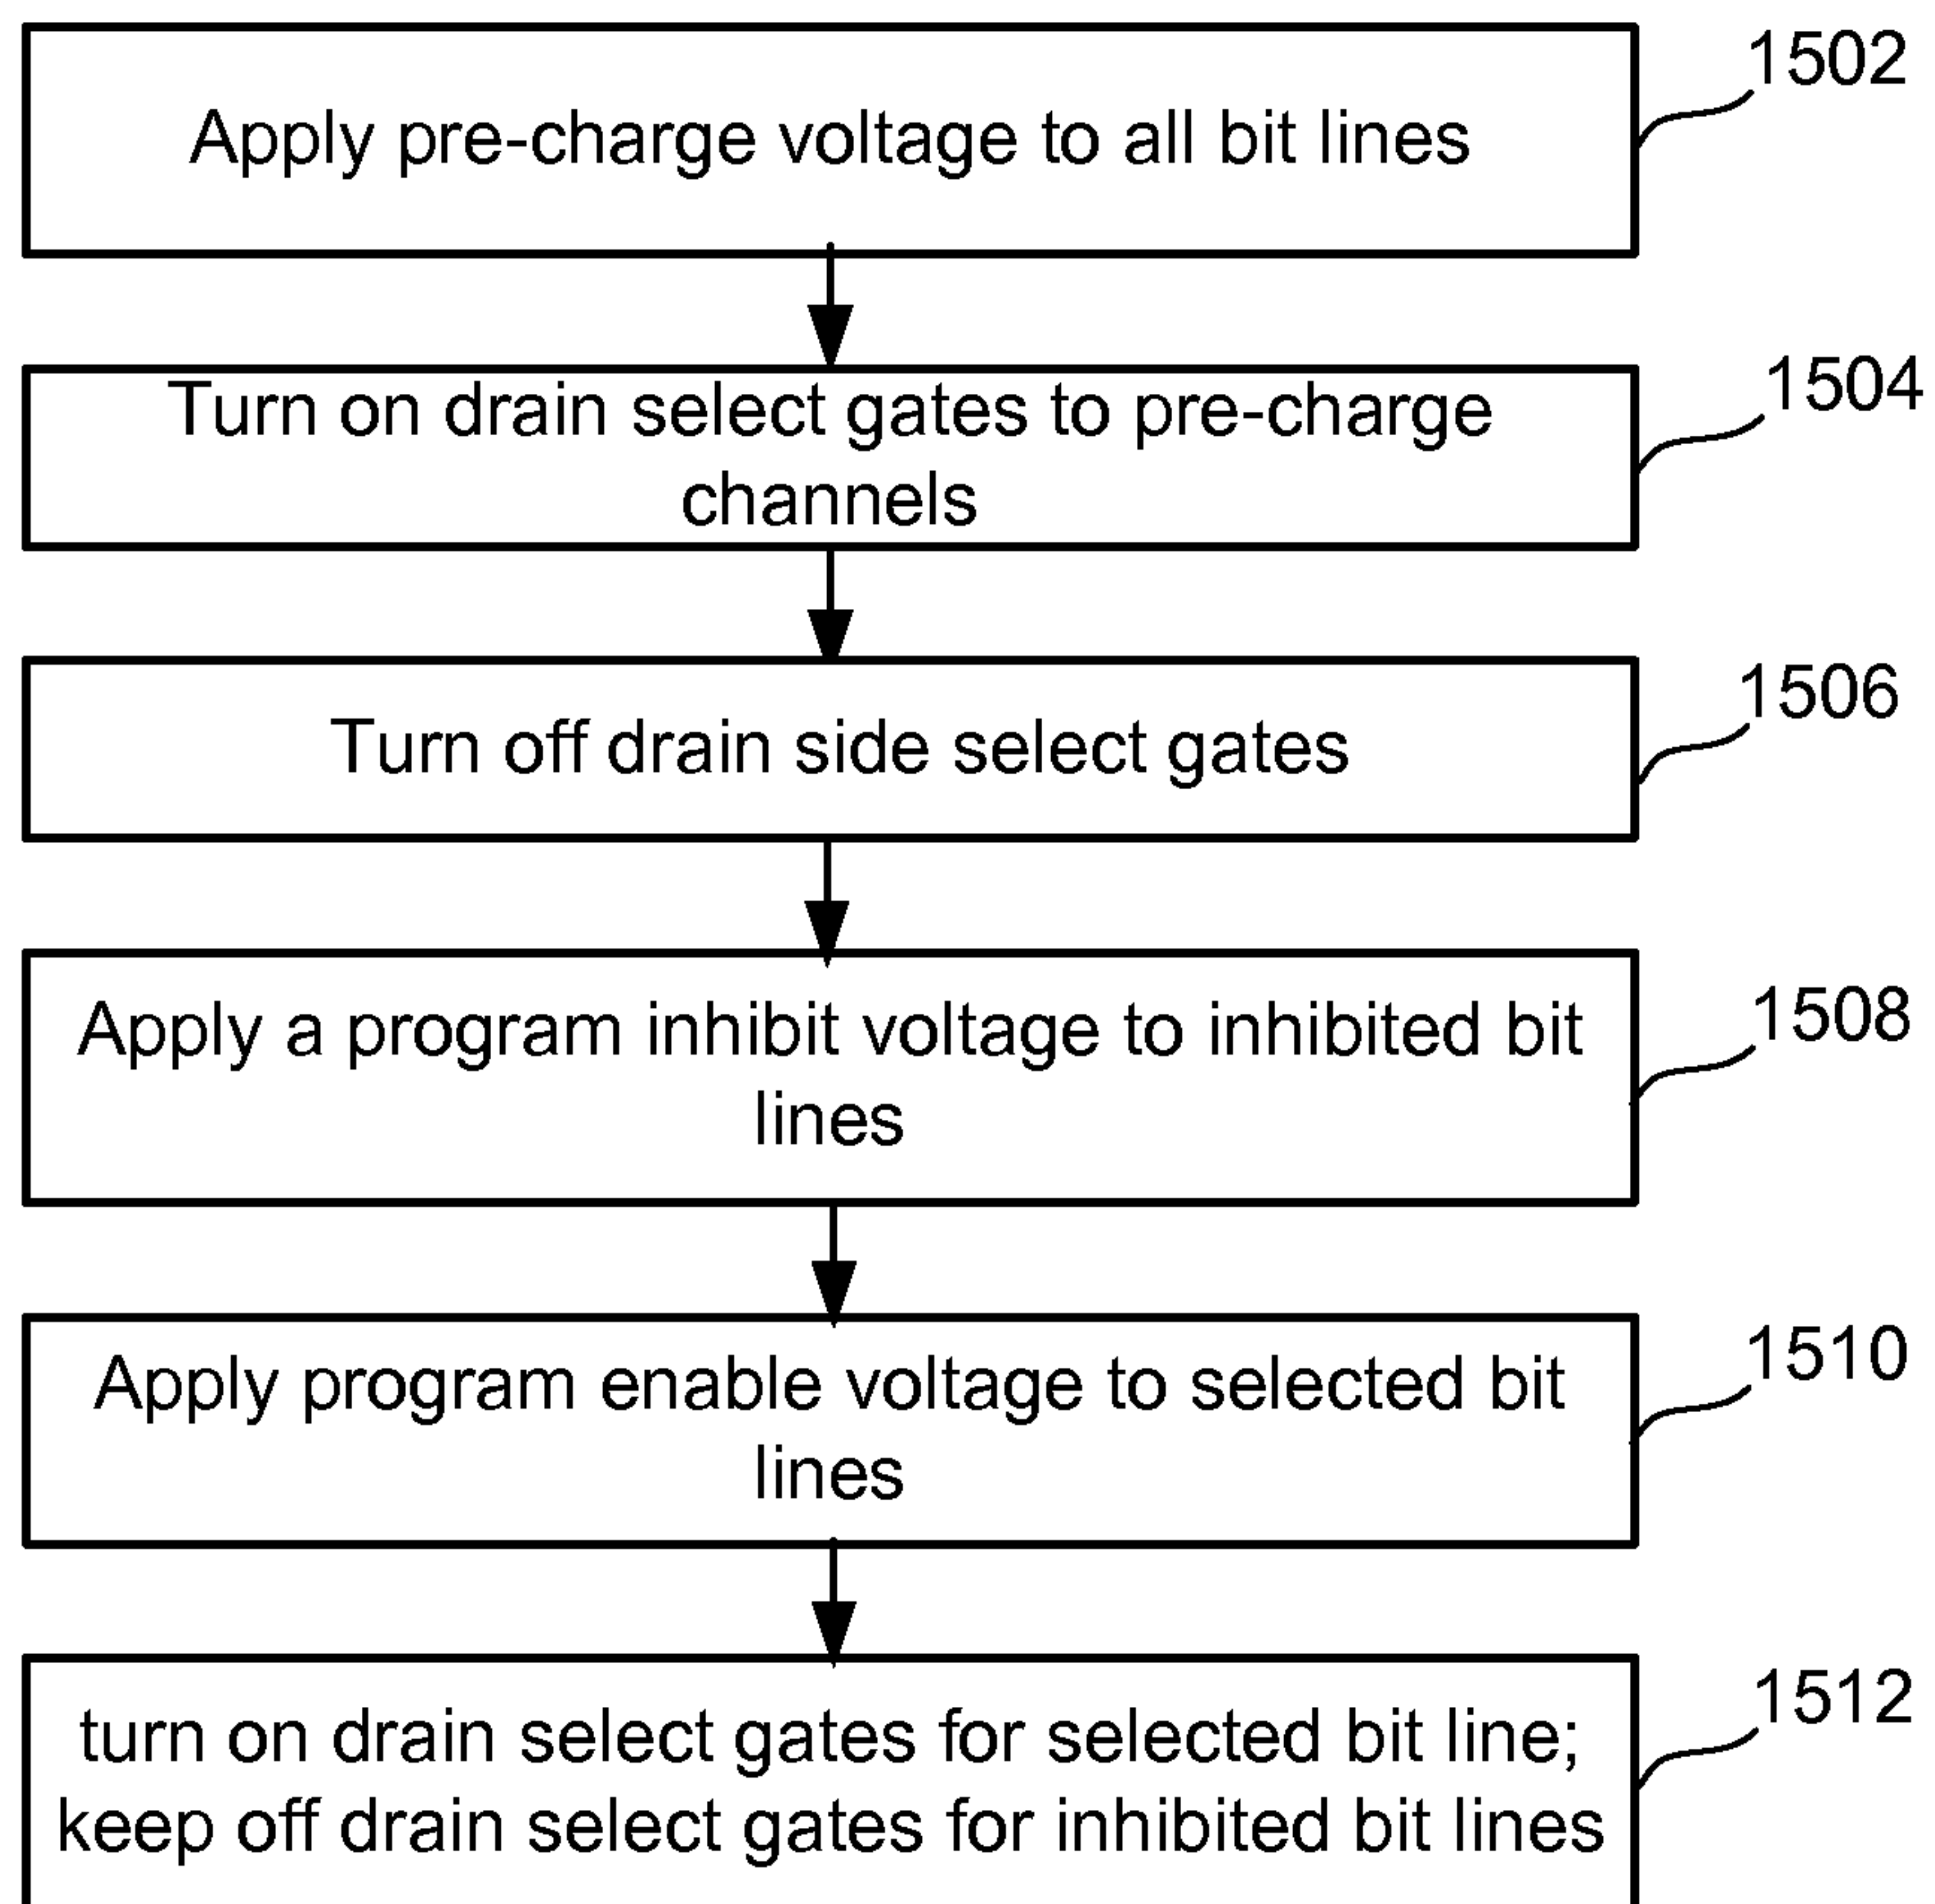 1502
Apply pre-charge voltage to all bit lines
1504
Turn on drain select gates to pre-charge
channels
1506
Turn off drain side select gates
1508
Apply a program inhibit voltage to inhibited bit
lines
1510
Apply program enable voltage to selected bit
lines
1512
turn on drain select gates for selected bit line;
keep off drain select gates for inhibited bit lines